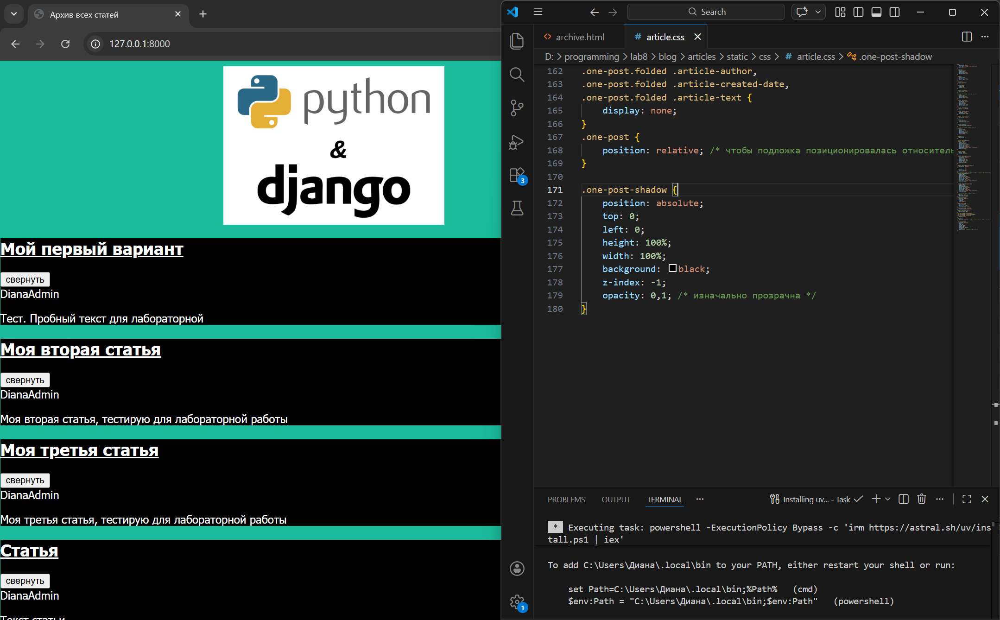 Архив всех статей
127.0.0.1:8000
python
&
django
Мой первый вариант
свернуть
DianaAdmin
Тест. Пробный текст для лабораторной
Моя вторая статья
свернуть
DianaAdmin
Моя вторая статья, тестирую для лабораторной работы
Моя третья статья
свернуть
DianaAdmin
Моя третья статья, тестирую для лабораторной работы
Статья
свернуть
DianaAdmin
Текст статьи
Search
archive.html
# article.css
D: > programming > lab8 > blog > articles > static > css > # article.css > .one-post-shadow
162 .one-post.folded .article-author,
163 .one-post.folded .article-created-date,
164 .one-post.folded .article-text {
165 display: none;
166 }
167 .one-post {
168 position: relative; /* чтобы подложка позиционировалась относитель
169 }
170
171 .one-post-shadow {
172 position: absolute;
173 top: 0;
174 left: 0;
175 height: 100%;
176 width: 100%;
177 background: black;
178 z-index: -1;
179 opacity: 0,1; /* изначально прозрачна */
180 }
3
1
PROBLEMS OUTPUT TERMINAL ··· Installing uv... - Task
* Executing task: powershell -ExecutionPolicy Bypass -c 'irm https://astral.sh/uv/ins
tall.ps1 | iex'
To add C:\Users\Диана\.local\bin to your PATH, either restart your shell or run:
set Path=C:\Users\Диана\.local\bin;%Path% (cmd)
$env:Path = "C:\Users\Диана\.local\bin;$env:Path" (powershell)